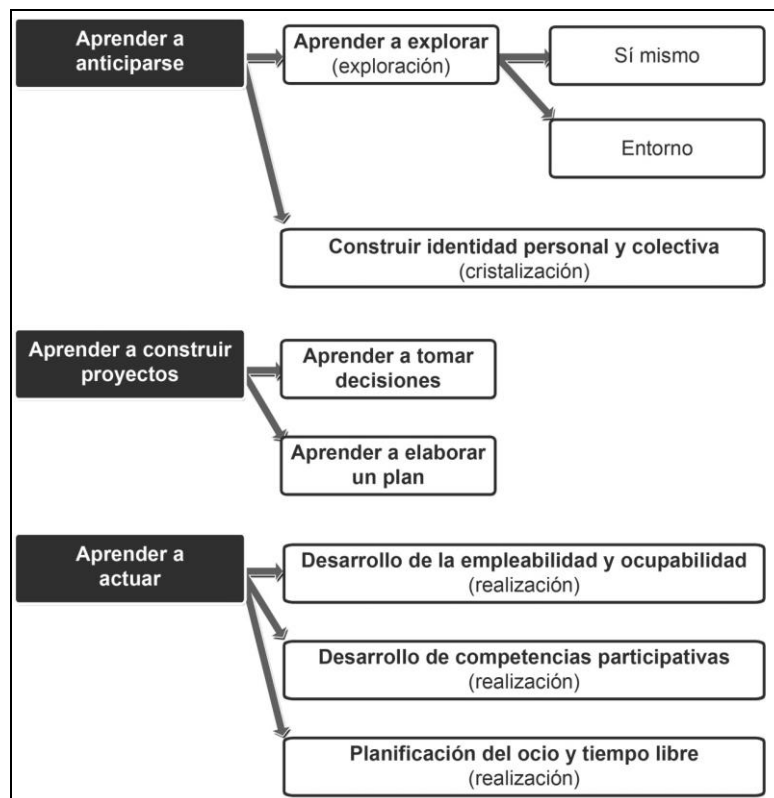 Aprender a
anticiparse
Aprender a explorar
(exploración)
Sí mismo
Entorno
Construir identidad personal y colectiva
(cristalización)
Aprender a construir
proyectos
Aprender a tomar
decisiones
Aprender a elaborar
un plan
Aprender a
actuar
Desarrollo de la empleabilidad y ocupabilidad
(realización)
Desarrollo de competencias participativas
(realización)
Planificación del ocio y tiempo libre
(realización)